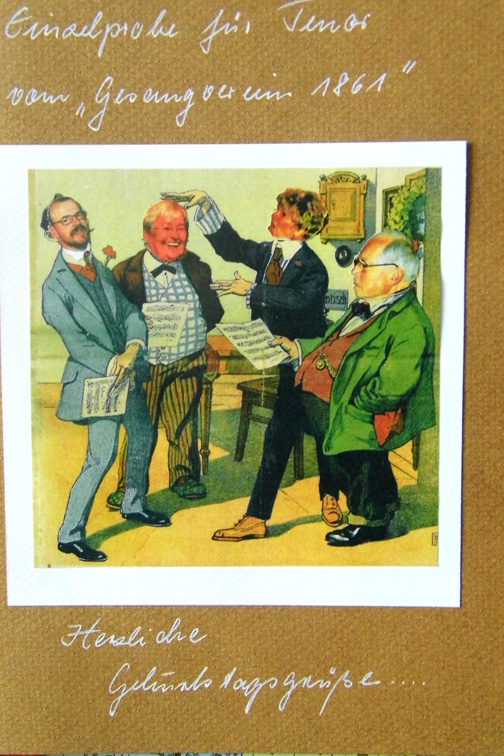 Einzelprobe für Tenor
vom „Gesangverein 1861"
Herzliche
Geburtstagsgrüße....